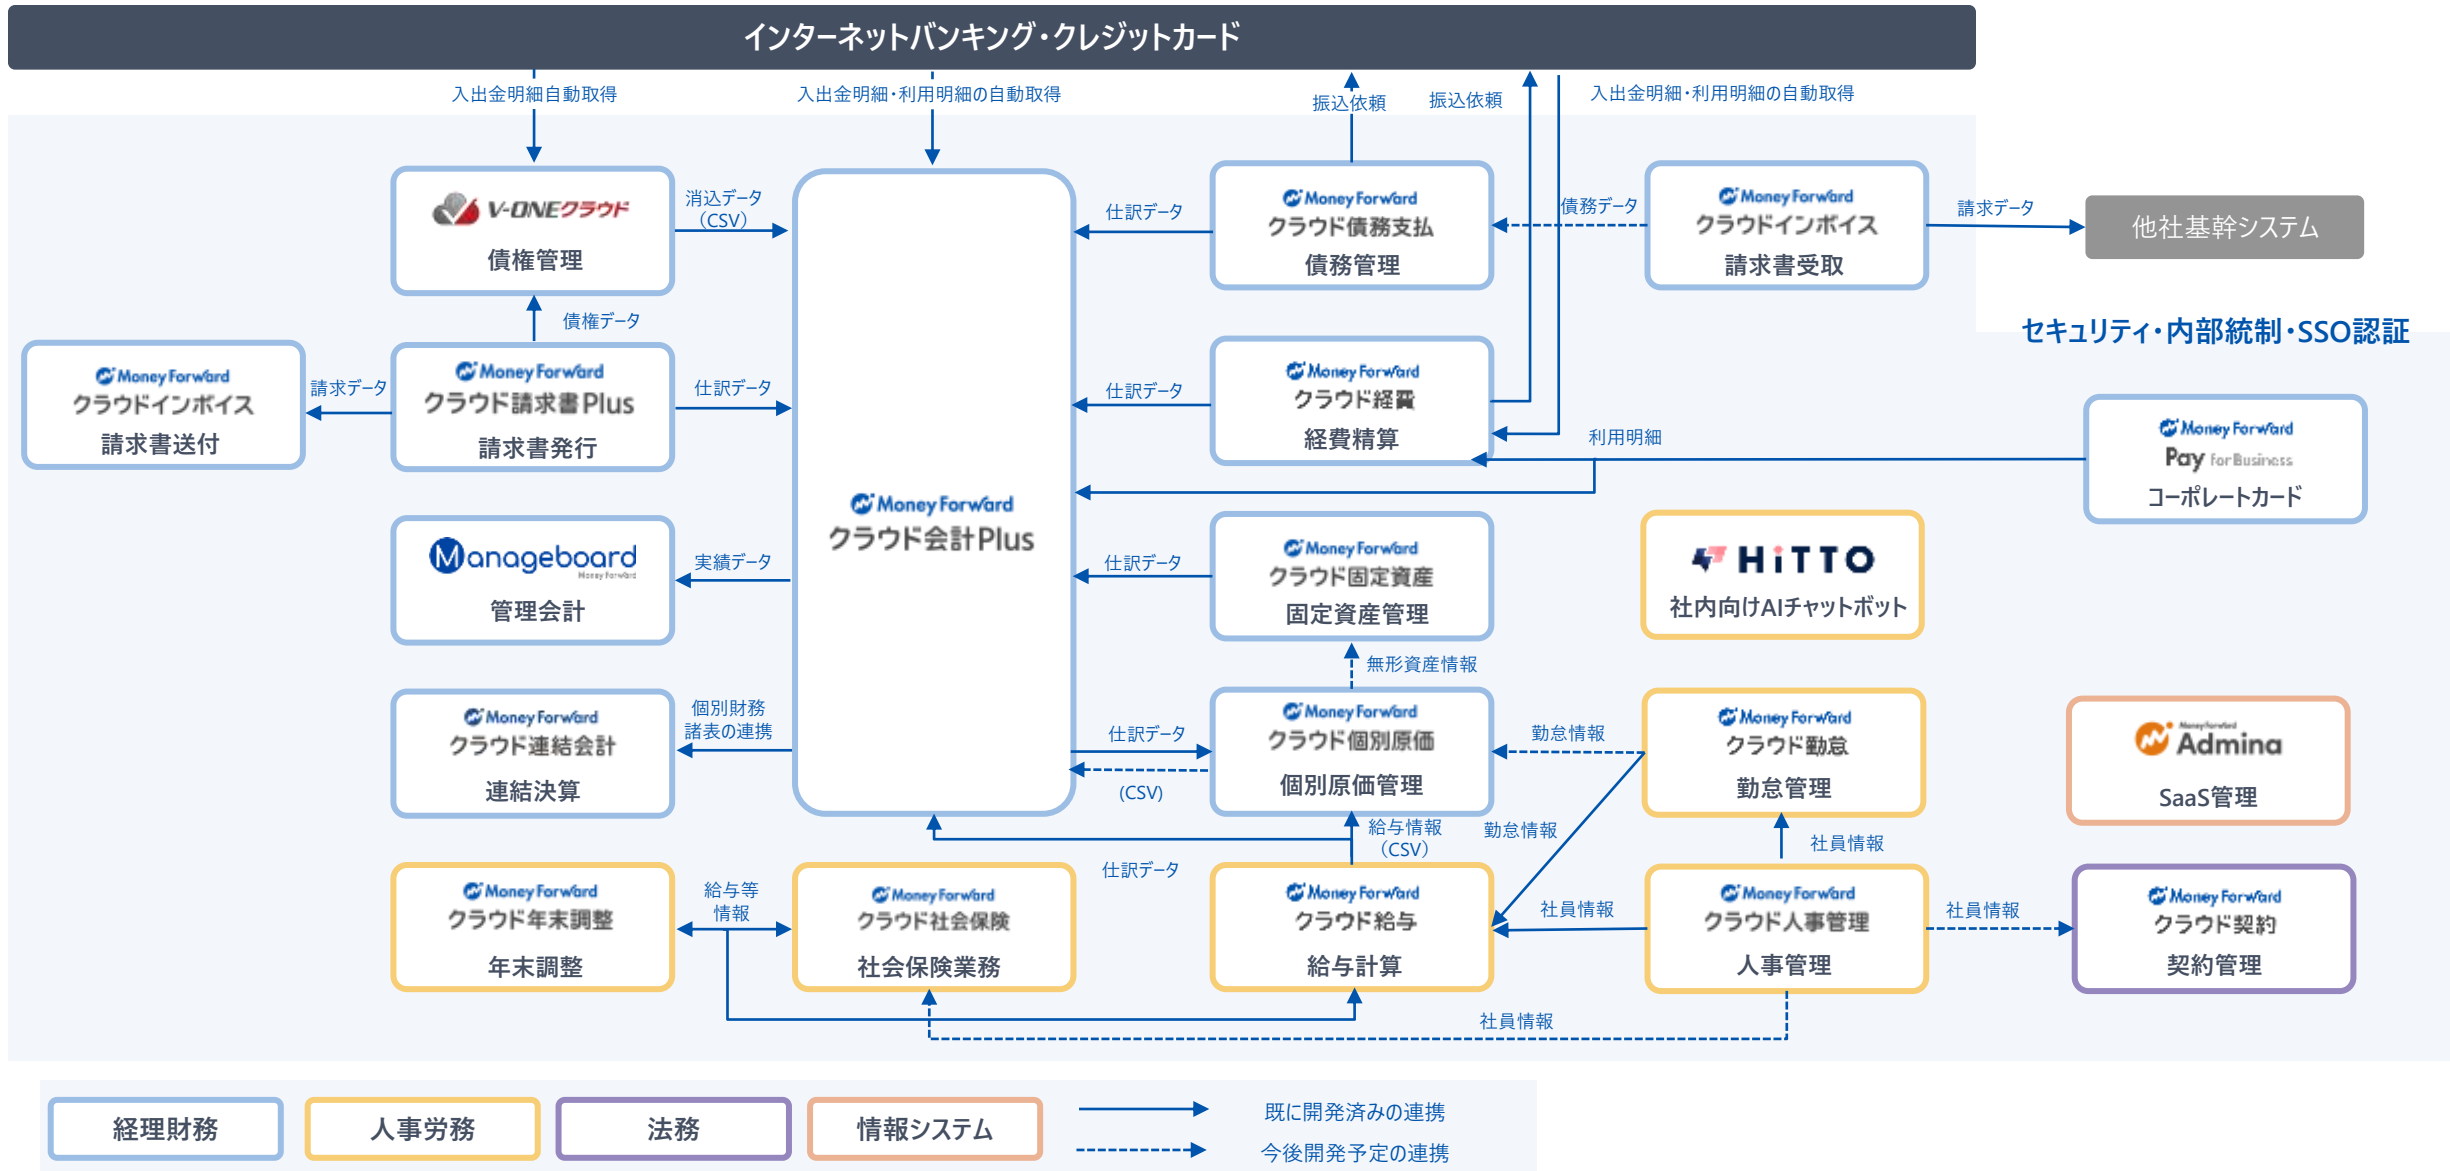 インターネットバンキング・クレジットカード
入出金明細自動取得
入出金明細・利用明細の自動取得
振込依頼
振込依頼
入出金明細・利用明細の自動取得
V-ONEクラウド
債権管理
消込データ
（CSV）
仕訳データ
Money Forward
クラウド債務支払
債務管理
債務データ
Money Forward
クラウドインボイス
請求書受取
請求データ
他社基幹システム
セキュリティ・内部統制・SSO認証
債権データ
Money Forward
クラウドインボイス
請求書送付
請求データ
Money Forward
クラウド請求書Plus
請求書発行
仕訳データ
Money Forward
クラウド会計Plus
仕訳データ
Money Forward
クラウド経費
経費精算
利用明細
Money Forward
Pay for Business
コーポレートカード
Manageboard
Money Forward
管理会計
実績データ
仕訳データ
Money Forward
クラウド固定資産
固定資産管理
HiTTO
社内向けAIチャットボット
無形資産情報
Money Forward
クラウド連結会計
連結決算
個別財務
諸表の連携
仕訳データ
(CSV)
Money Forward
クラウド個別原価
個別原価管理
勤怠情報
Money Forward
クラウド勤怠
勤怠管理
Money Forward
Admina
SaaS管理
給与情報
（CSV）
勤怠情報
社員情報
仕訳データ
Money Forward
クラウド年末調整
年末調整
給与等
情報
Money Forward
クラウド社会保険
社会保険業務
Money Forward
クラウド給与
給与計算
社員情報
Money Forward
クラウド人事管理
人事管理
社員情報
Money Forward
クラウド契約
契約管理
社員情報
経理財務
人事労務
法務
情報システム
既に開発済みの連携
今後開発予定の連携